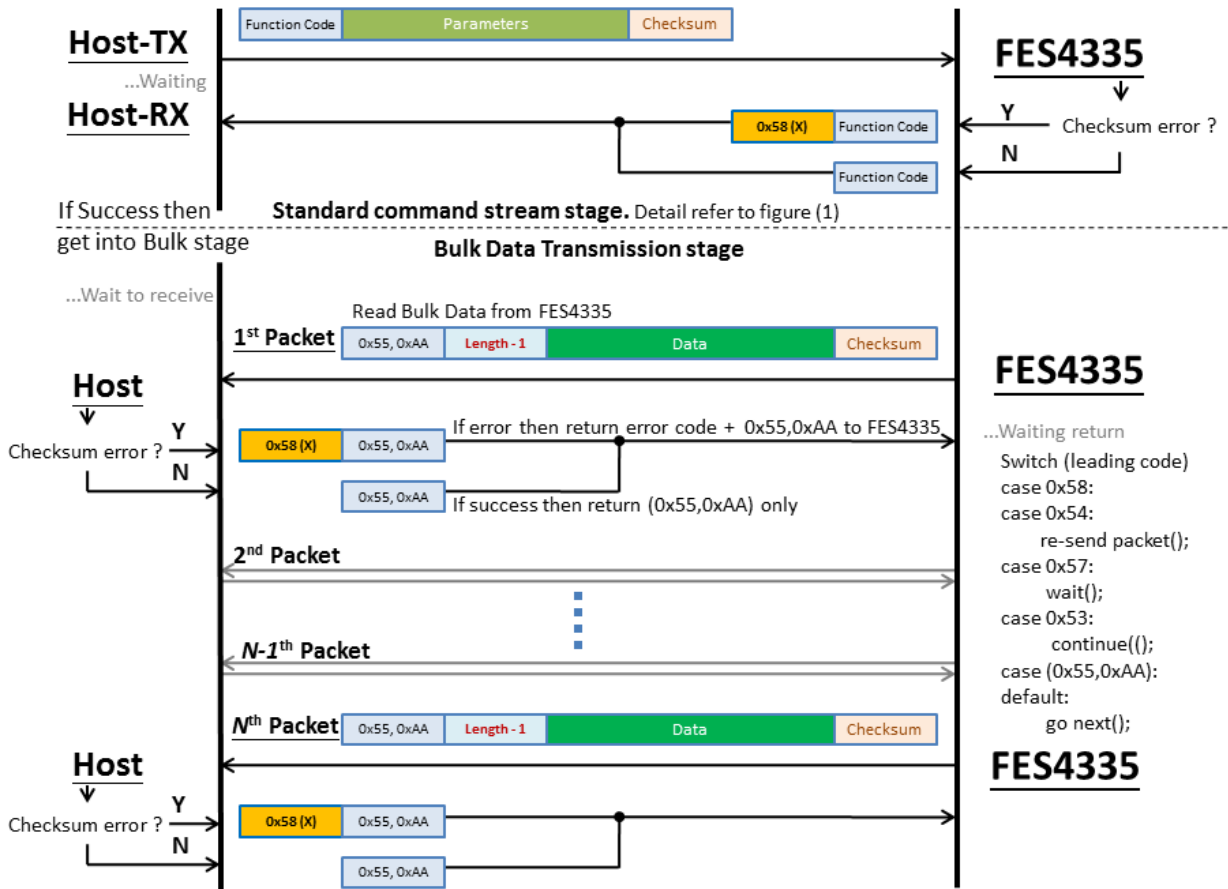 Function Code Parameters Checksum
Host-TX
FES4335
...Waiting
Host-RX
0x58 (X) Function Code
Y
Checksum error ?
N
Function Code
If Success then
get into Bulk stage
Standard command stream stage. Detail refer to figure (1)
Bulk Data Transmission stage
...Wait to receive
Read Bulk Data from FES4335
1st Packet 0x55, 0xAA Length - 1 Data Checksum
FES4335
Host
Checksum error ?
Y
N
0x58 (X) 0x55, 0xAA
If error then return error code + 0x55,0xAA to FES4335
0x55, 0xAA
If success then return (0x55,0xAA) only
...Waiting return
Switch (leading code)
case 0x58:
case 0x54:
re-send packet();
case 0x57:
wait();
case 0x53:
continue(();
case (0x55,0xAA):
default:
go next();
2nd Packet
N-1th Packet
Nth Packet 0x55, 0xAA Length - 1 Data Checksum
FES4335
Host
Checksum error ?
Y
N
0x58 (X) 0x55, 0xAA
0x55, 0xAA